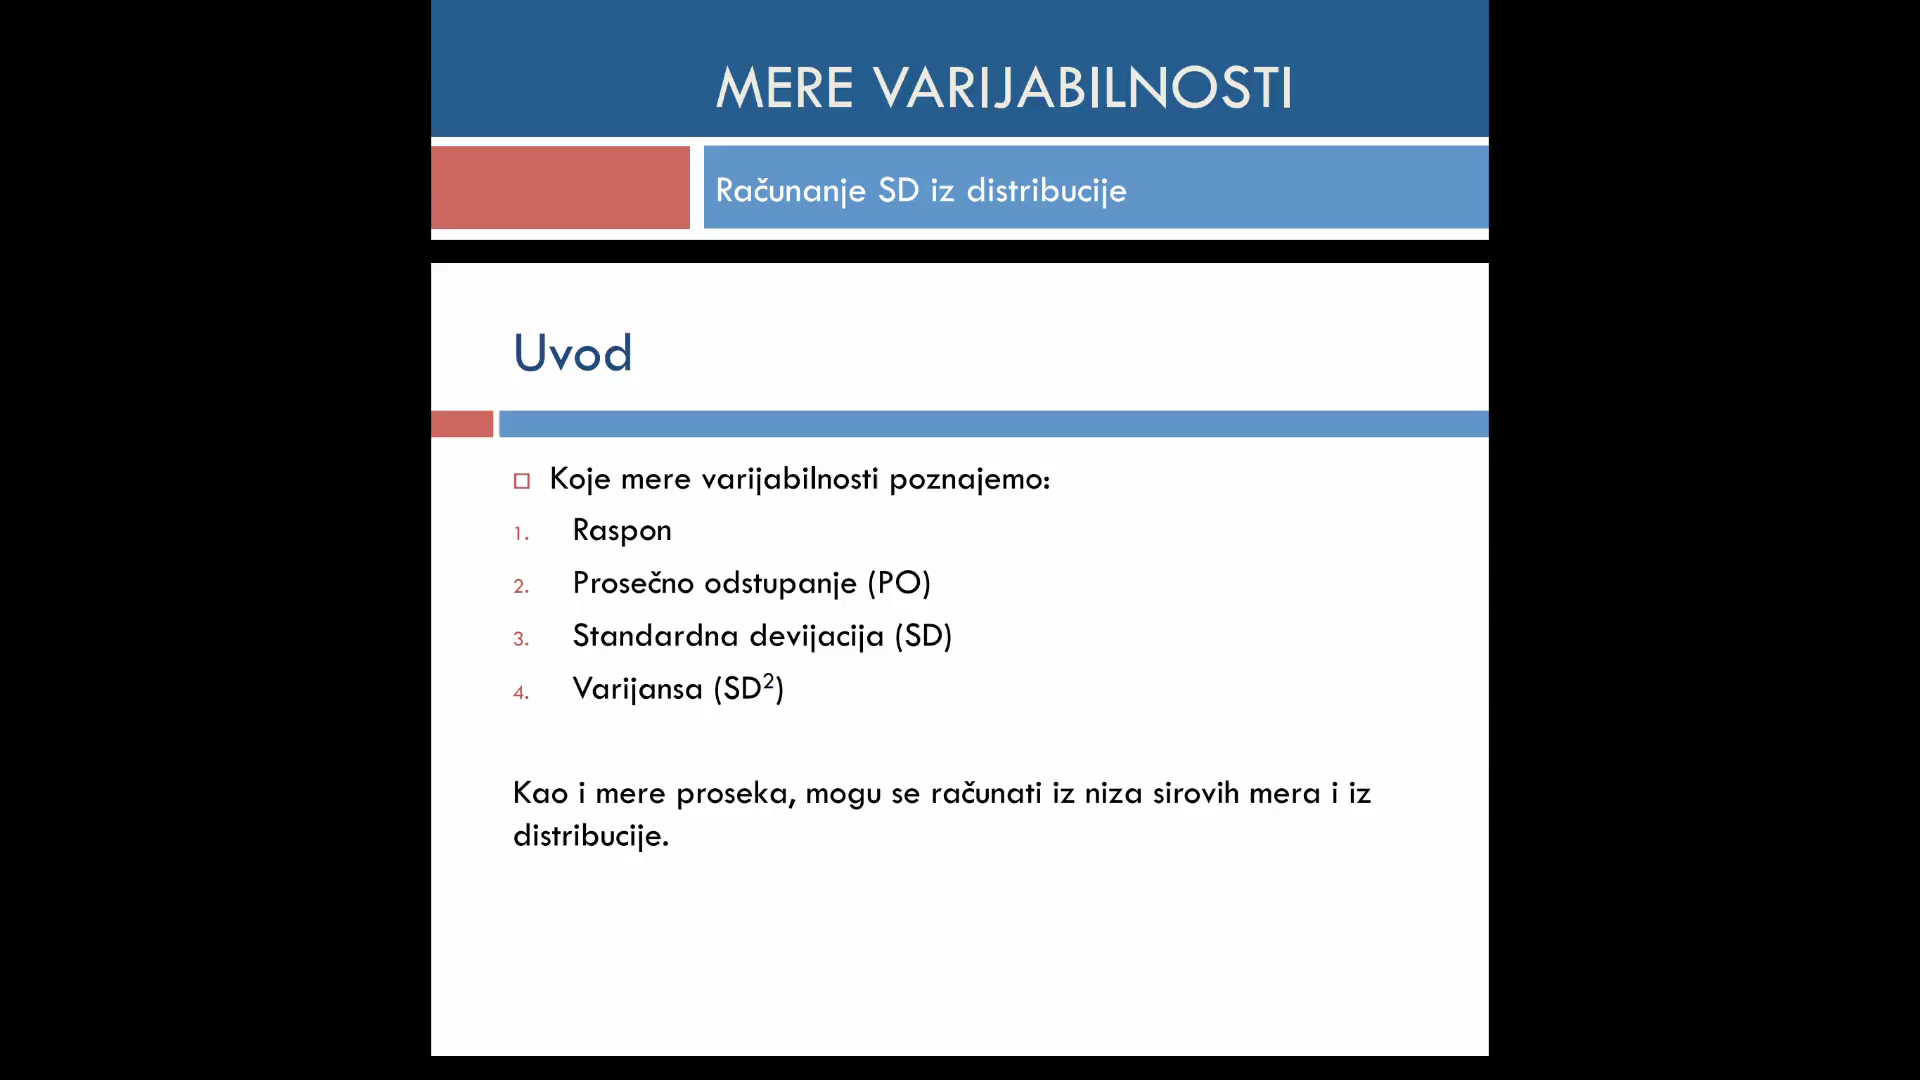 MERE VARIJABILNOSTI
Računanje SD iz distribucije
Uvod
□ Koje mere varijabilnosti poznajemo:
1. Raspon
2. Prosečno odstupanje (PO)
3. Standardna devijacija (SD)
4. Varijansa (SD²)
Kao i mere proseka, mogu se računati iz niza sirovih mera i iz
distribucije.